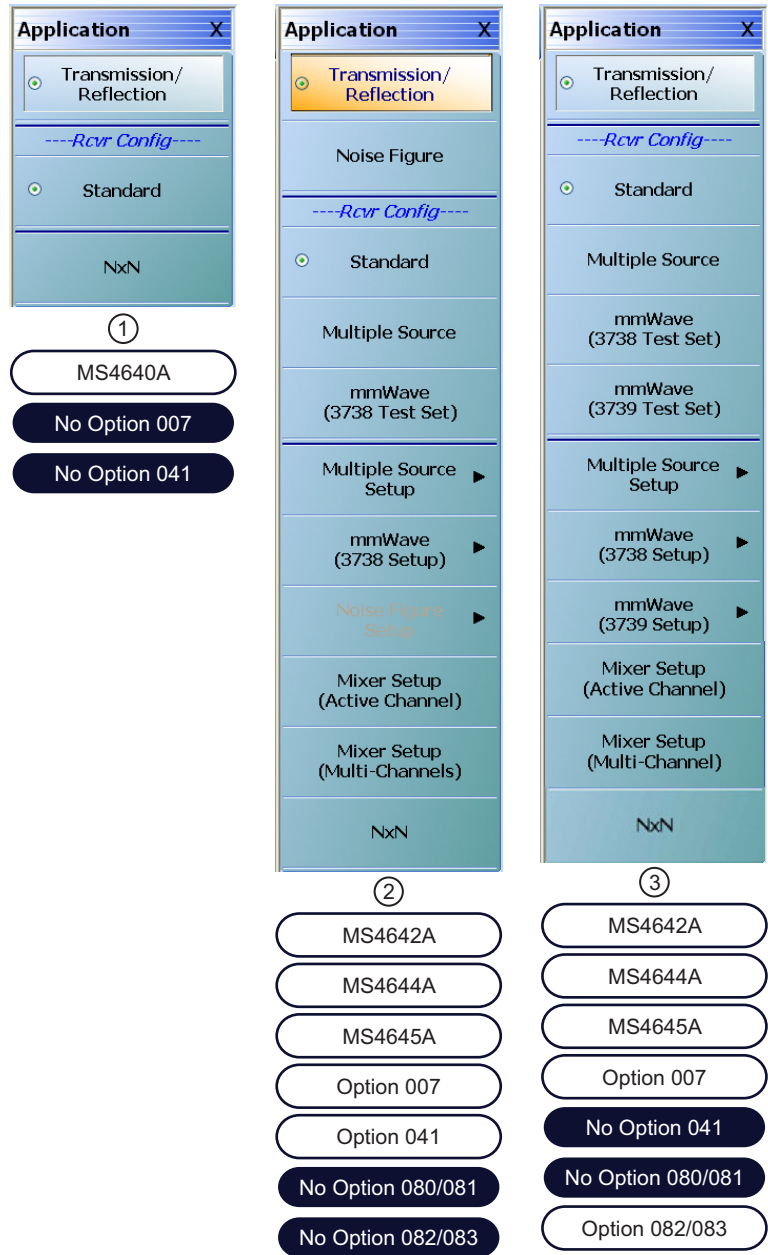 Application X
Transmission/
Reflection
----Rcvr Config----
Standard
NxN
1
MS4640A
No Option 007
No Option 041
Application X
Transmission/
Reflection
Noise Figure
----Rcvr Config----
Standard
Multiple Source
mmWave
(3738 Test Set)
Multiple Source
Setup
mmWave
(3738 Setup)
Noise Figure
Setup
Mixer Setup
(Active Channel)
Mixer Setup
(Multi-Channels)
NxN
2
MS4642A
MS4644A
MS4645A
Option 007
Option 041
No Option 080/081
No Option 082/083
Application X
Transmission/
Reflection
----Rcvr Config----
Standard
Multiple Source
mmWave
(3738 Test Set)
mmWave
(3739 Test Set)
Multiple Source
Setup
mmWave
(3738 Setup)
mmWave
(3739 Setup)
Mixer Setup
(Active Channel)
Mixer Setup
(Multi-Channel)
NxN
3
MS4642A
MS4644A
MS4645A
Option 007
No Option 041
No Option 080/081
Option 082/083